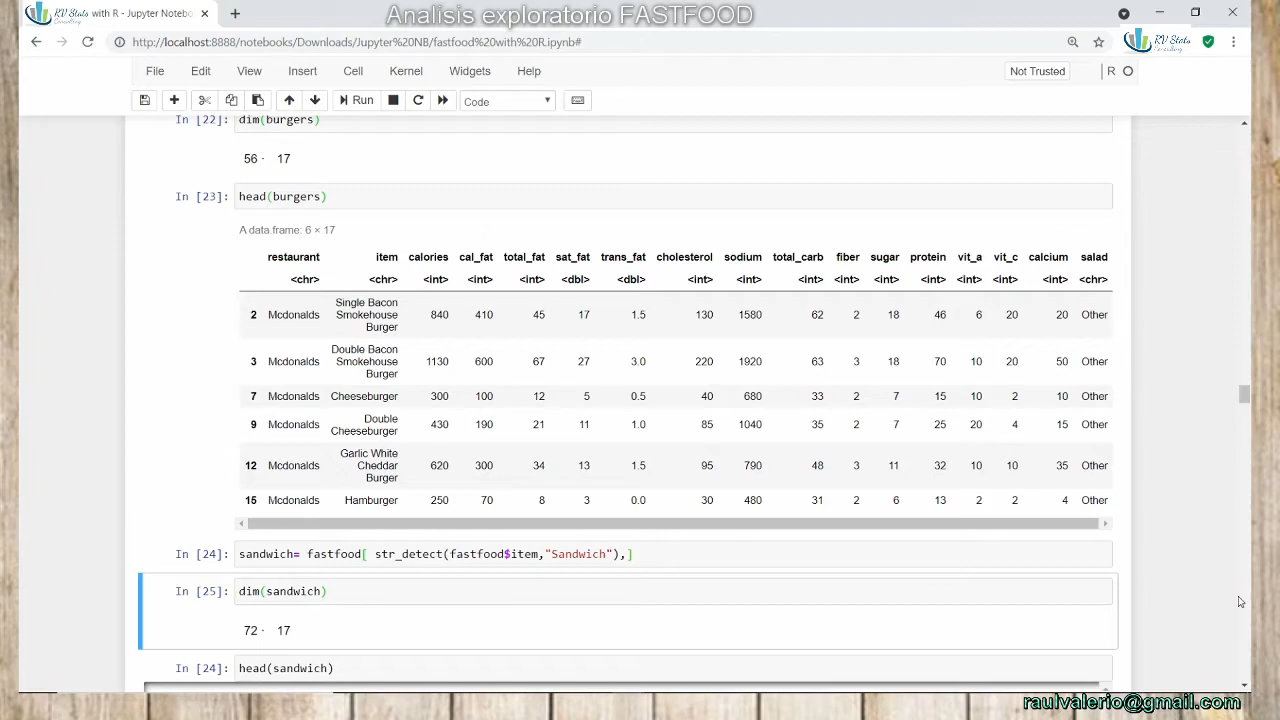 Analisis exploratorio FASTFOOD
RV Stats
Consulting
with R - Jupyter Notebo
http://localhost:8888/notebooks/Downloads/Jupyter%20NB/fastfood%20with%20R.ipynb#
RV Stats
Consulting
File Edit View Insert Cell Kernel Widgets Help Not Trusted R
Run Code
In [22]: dim(burgers)
56 · 17
In [23]: head(burgers)
A data.frame: 6 × 17
restaurant item calories cal_fat total_fat sat_fat trans_fat cholesterol sodium total_carb fiber sugar protein vit_a vit_c calcium salad
<chr> <chr> <int> <int> <int> <dbl> <dbl> <int> <int> <int> <int> <int> <int> <int> <int> <int> <chr>
Single Bacon
2 Mcdonalds Smokehouse 840 410 45 17 1.5 130 1580 62 2 18 46 6 20 20 Other
Burger
Double Bacon
3 Mcdonalds Smokehouse 1130 600 67 27 3.0 220 1920 63 3 18 70 10 20 50 Other
Burger
7 Mcdonalds Cheeseburger 300 100 12 5 0.5 40 680 33 2 7 15 10 2 10 Other
Double
9 Mcdonalds 430 190 21 11 1.0 85 1040 35 2 7 25 20 4 15 Other
Cheeseburger
Garlic White
12 Mcdonalds Cheddar 620 300 34 13 1.5 95 790 48 3 11 32 10 10 35 Other
Burger
15 Mcdonalds Hamburger 250 70 8 3 0.0 30 480 31 2 6 13 2 2 4 Other
In [24]: sandwich= fastfood[ str_detect(fastfood$item,"Sandwich"),]
In [25]: dim(sandwich)
72 · 17
In [24]: head(sandwich)
raulvalerio@gmail.com